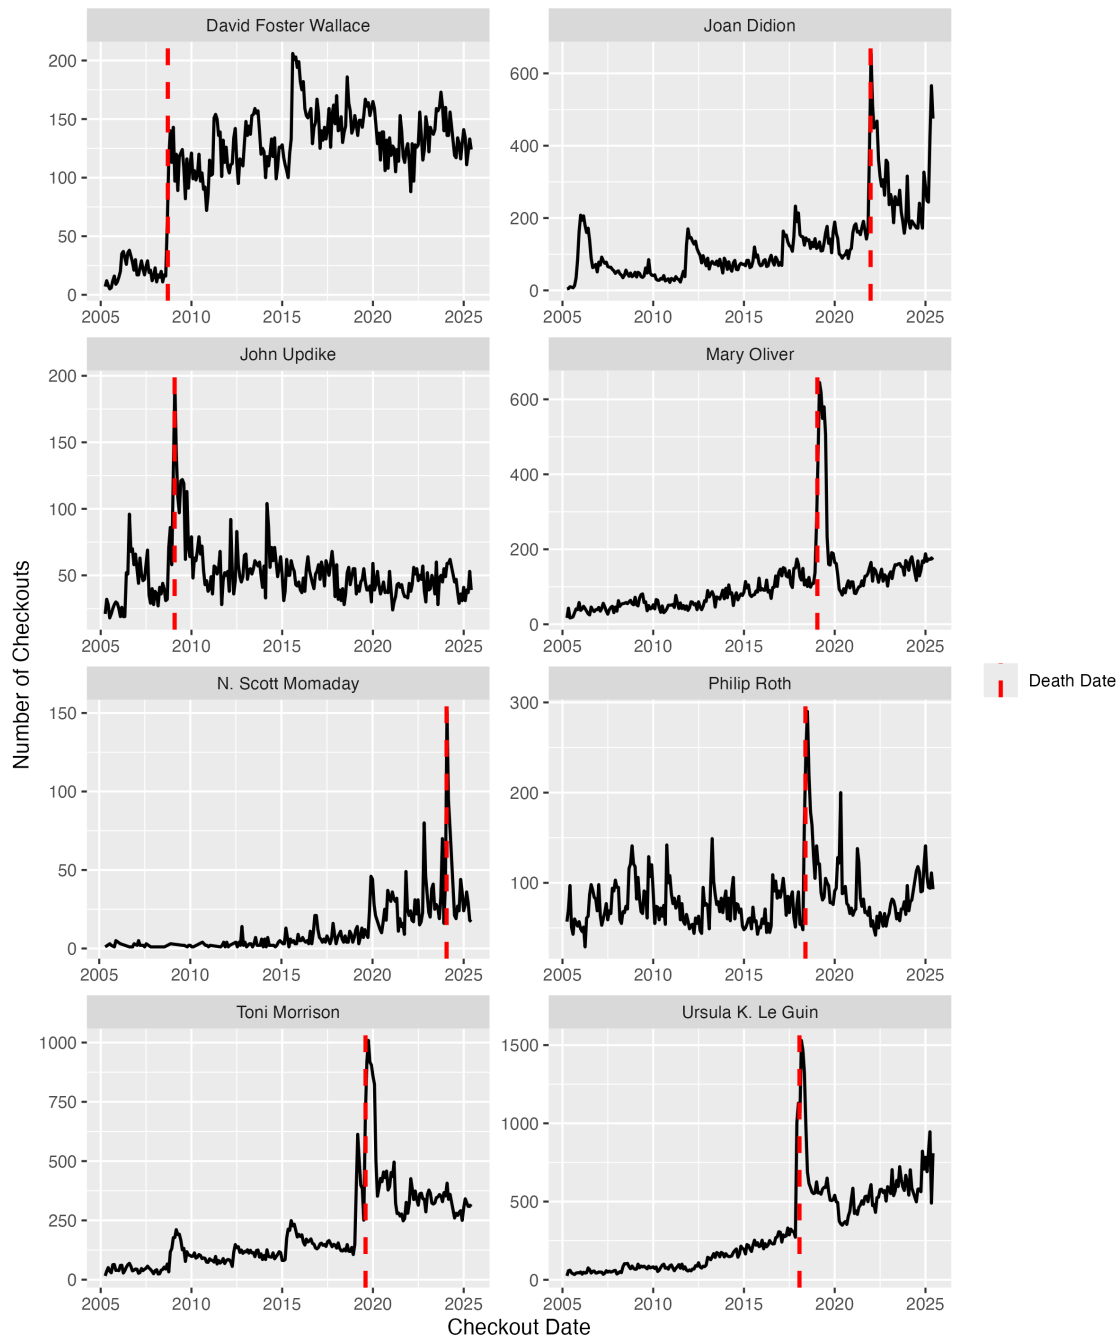 David Foster Wallace
Joan Didion
200
150
100
50
0
600
400
200
0
2005 2010 2015 2020 2025
2005 2010 2015 2020 2025
John Updike
Mary Oliver
200
150
100
50
600
400
200
0
2005 2010 2015 2020 2025
2005 2010 2015 2020 2025
Number of Checkouts
N. Scott Momaday
Philip Roth
150
100
50
0
300
200
100
2005 2010 2015 2020 2025
2005 2010 2015 2020 2025
Death Date
Toni Morrison
Ursula K. Le Guin
1000
750
500
250
0
1500
1000
500
0
2005 2010 2015 2020 2025
2005 2010 2015 2020 2025
Checkout Date